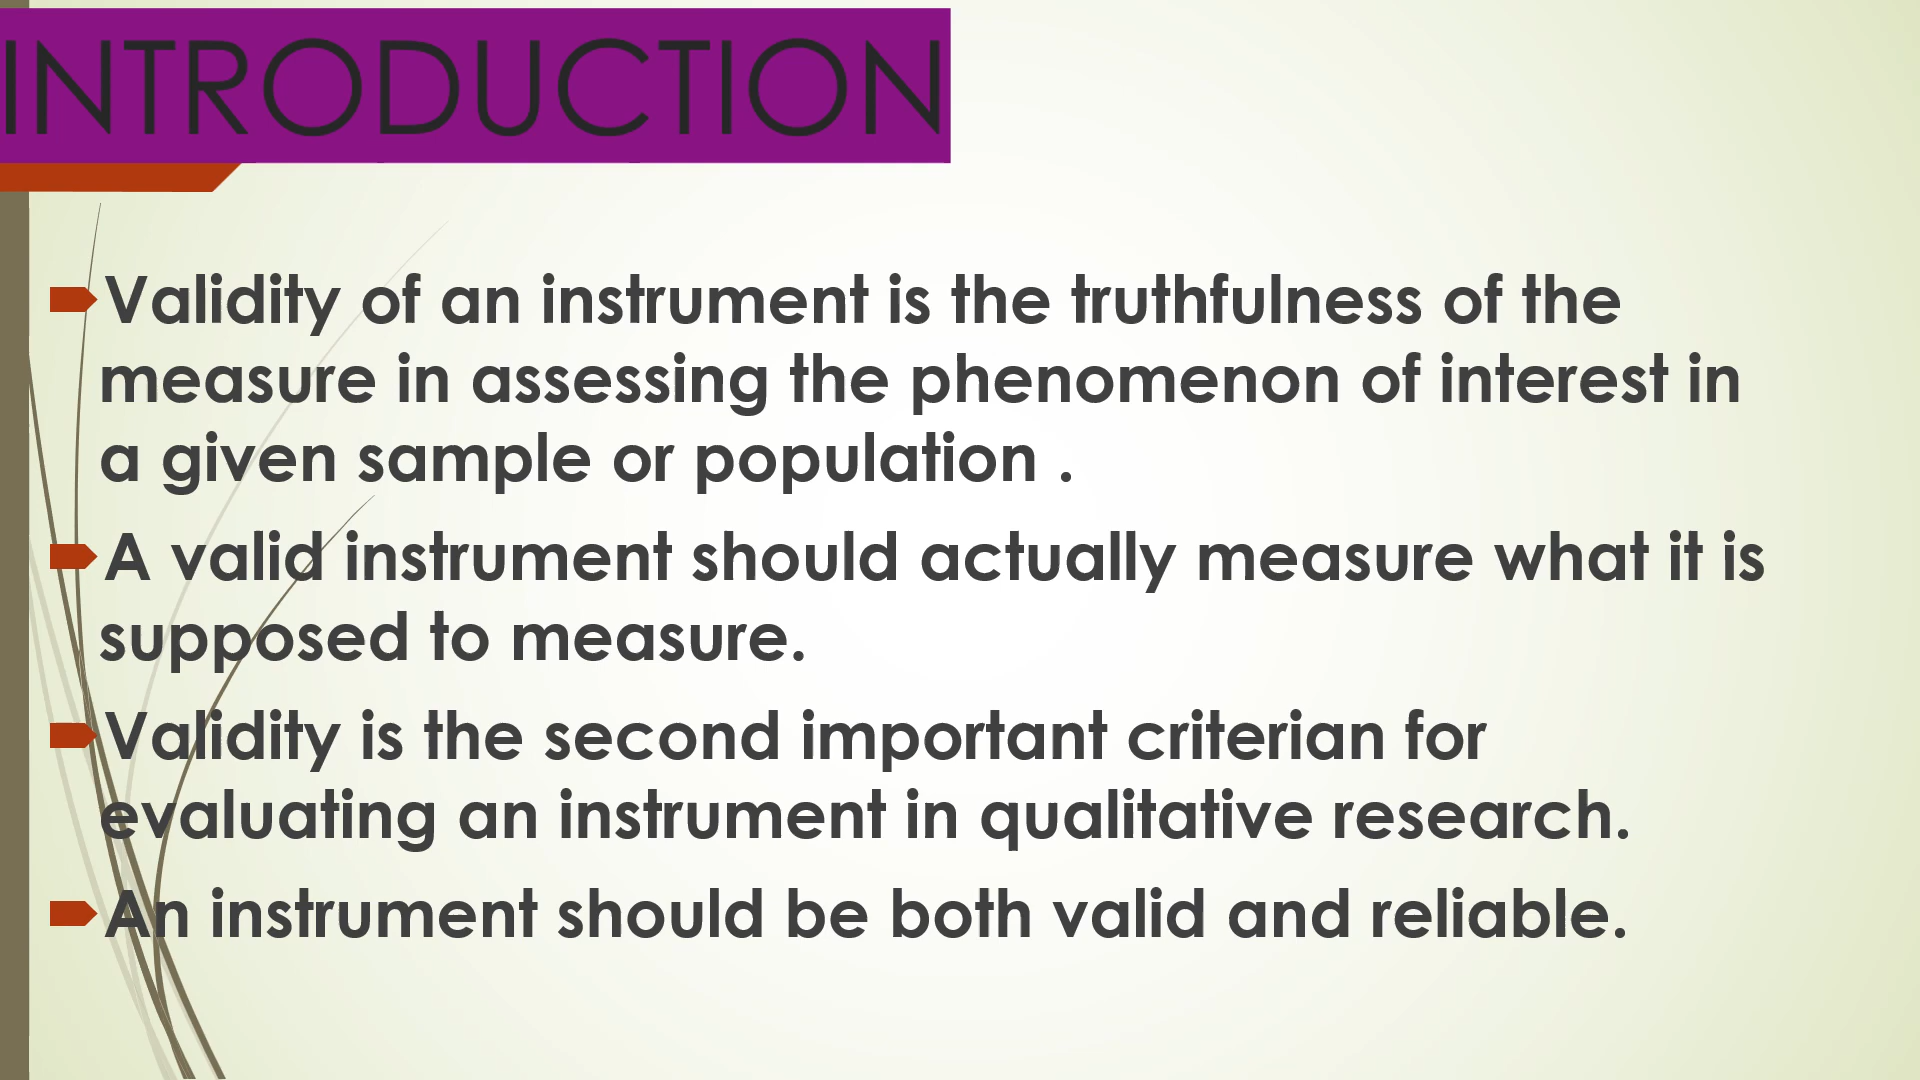 INTRODUCTION
Validity of an instrument is the truthfulness of the
measure in assessing the phenomenon of interest in
a given sample or population .
A valid instrument should actually measure what it is
supposed to measure.
Validity is the second important criterian for
evaluating an instrument in qualitative research.
An instrument should be both valid and reliable.